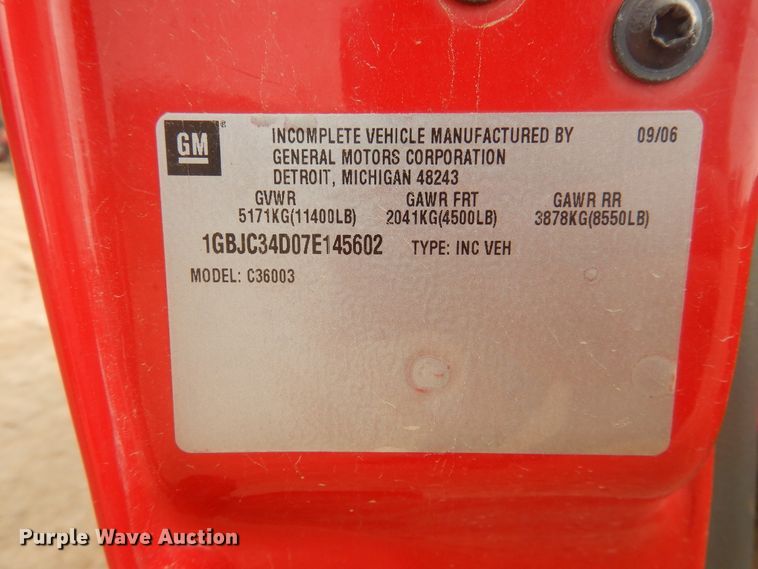 GM INCOMPLETE VEHICLE MANUFACTURED BY 09/06
GENERAL MOTORS CORPORATION
DETROIT, MICHIGAN 48243
GVWR GAWR FRT GAWR RR
5171KG(11400LB) 2041KG(4500LB) 3878KG(8550LB)
1GBJC34D07E145602 TYPE: INC VEH
MODEL: C36003
Purple Wave Auction